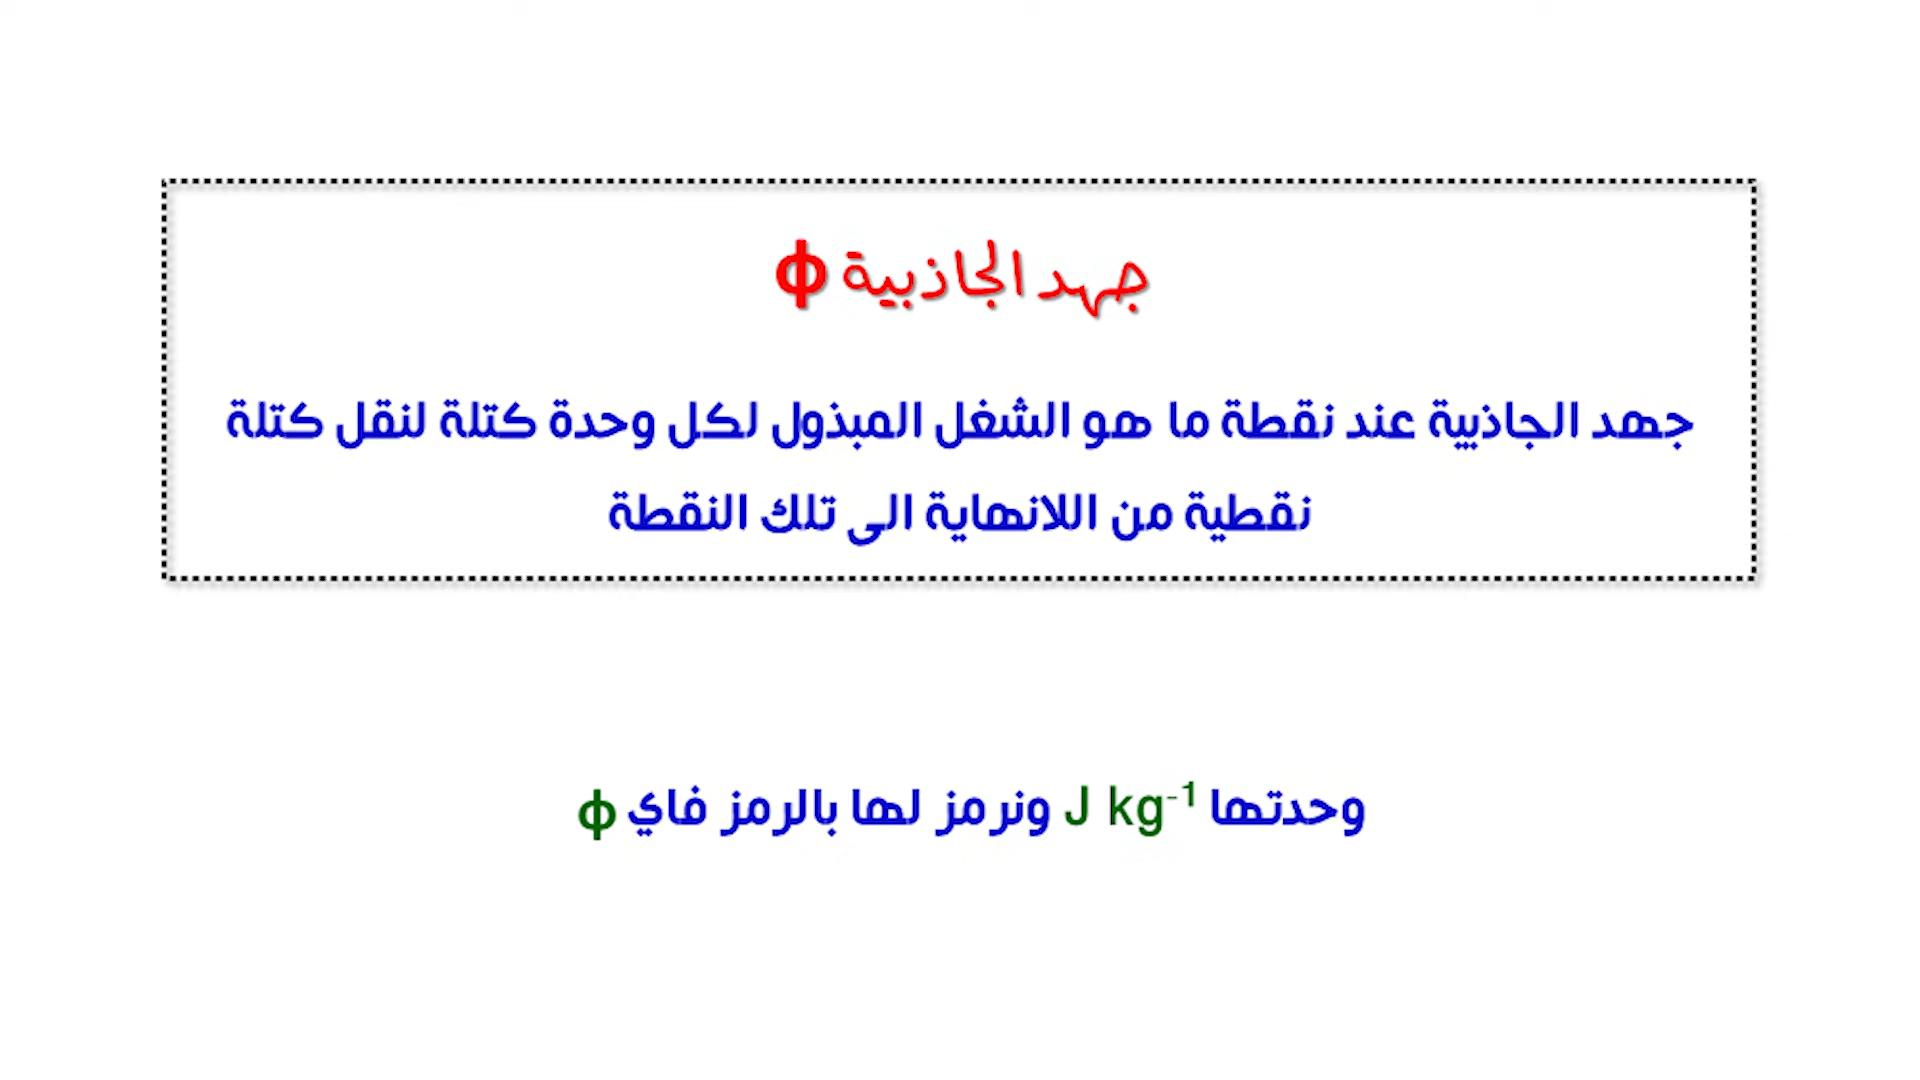 جهد الجاذبية ф
جهد الجاذبية عند نقطة ما هو الشغل المبذول لكل وحدة كتلة لنقل كتلة
نقطية من اللانهاية الى تلك النقطة
وحدتها J kg⁻¹ ونرمز لها بالرمز فاي ф